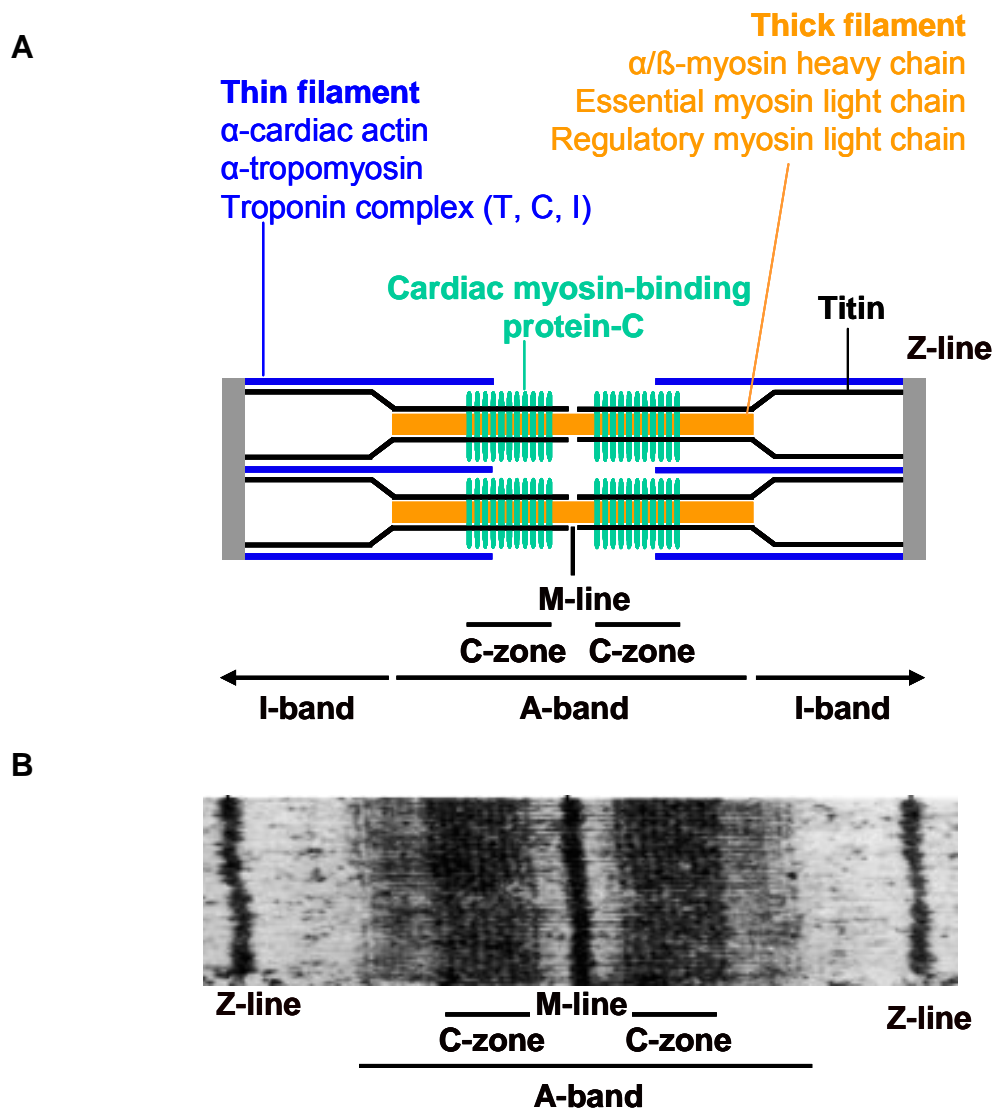 A
Thick filament
α/ß-myosin heavy chain
Essential myosin light chain
Regulatory myosin light chain
Thin filament
α-cardiac actin
α-tropomyosin
Troponin complex (T, C, I)
Cardiac myosin-binding
protein-C
Titin
Z-line
M-line
C-zone C-zone
I-band A-band I-band
B
Z-line M-line Z-line
C-zone C-zone
A-band